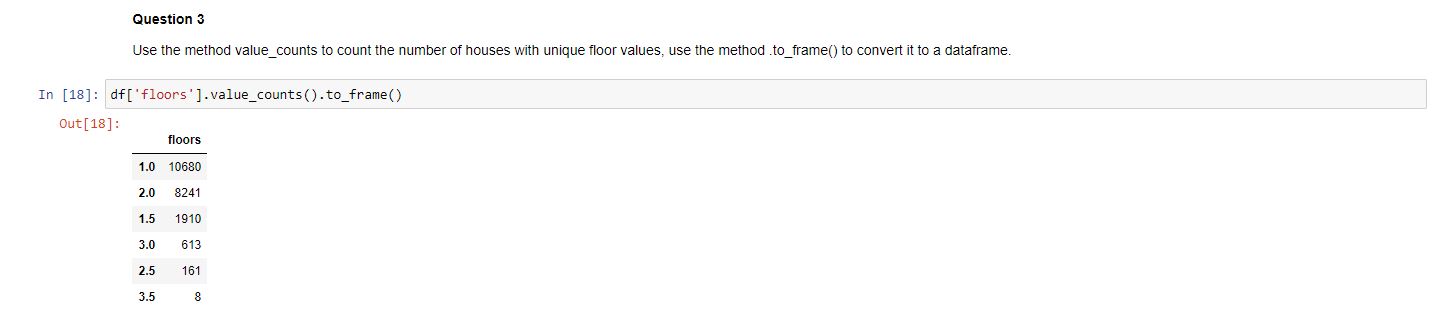 Question 3
Use the method value_counts to count the number of houses with unique floor values, use the method .to_frame() to convert it to a dataframe.
In [18]: df['floors'].value_counts().to_frame()
Out[18]:
floors
1.0 10680
2.0 8241
1.5 1910
3.0 613
2.5 161
3.5 8